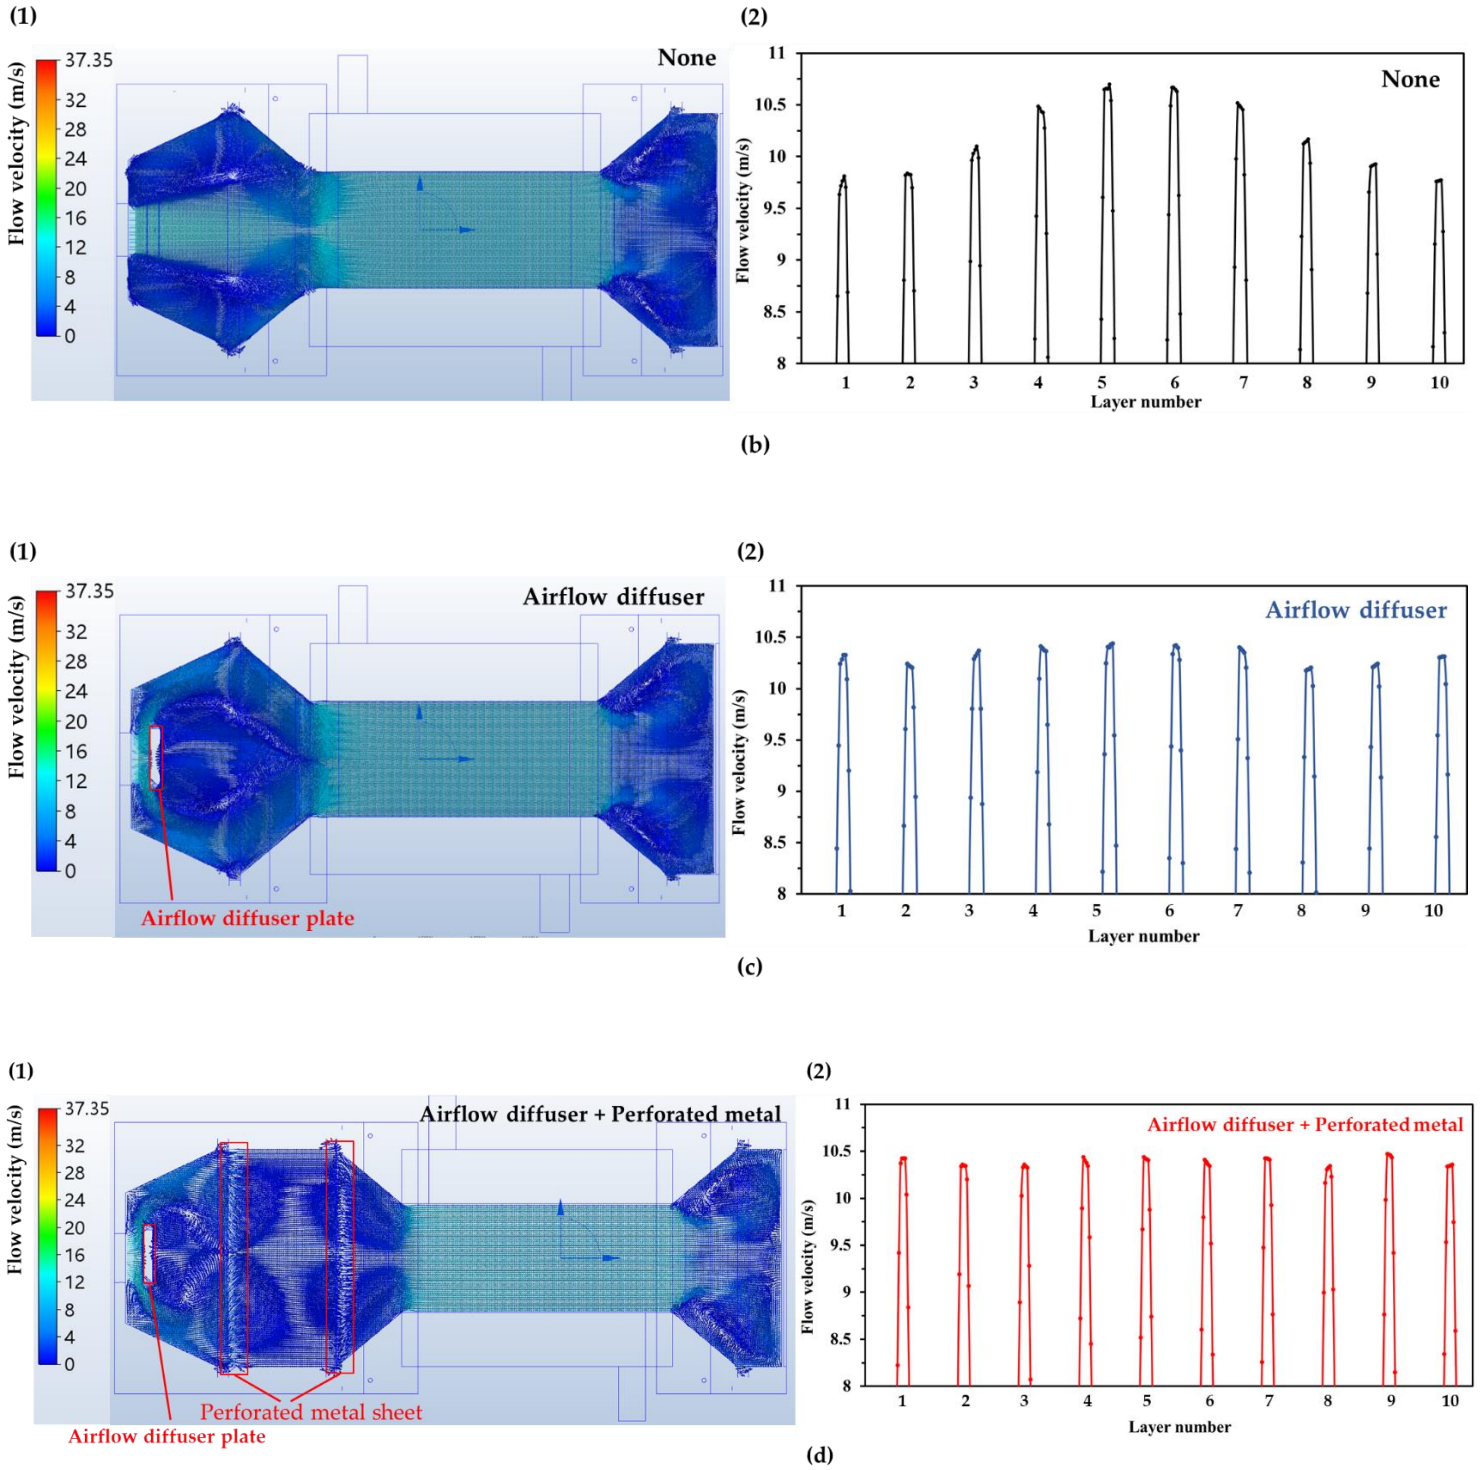 (1)
(2)
Flow velocity (m/s)
37.35
32
28
24
20
16
12
8
4
0
None
Flow velocity (m/s)
11
10.5
10
9.5
9
8.5
8
None
1 2 3 4 5 6 7 8 9 10
Layer number
(b)
(1)
(2)
Flow velocity (m/s)
37.35
32
28
24
20
16
12
8
4
0
Airflow diffuser
Airflow diffuser plate
Flow velocity (m/s)
11
10.5
10
9.5
9
8.5
8
Airflow diffuser
1 2 3 4 5 6 7 8 9 10
Layer number
(c)
(1)
(2)
Flow velocity (m/s)
37.35
32
28
24
20
16
12
8
4
0
Airflow diffuser + Perforated metal
Perforated metal sheet
Airflow diffuser plate
Flow velocity (m/s)
11
10.5
10
9.5
9
8.5
8
Airflow diffuser + Perforated metal
1 2 3 4 5 6 7 8 9 10
Layer number
(d)